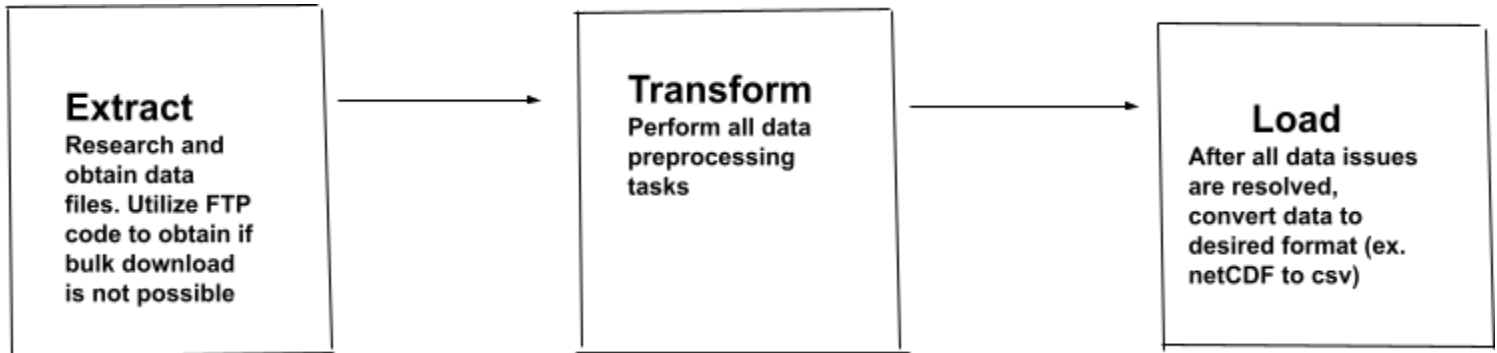 Extract
Research and
obtain data
files. Utilize FTP
code to obtain if
bulk download
is not possible
Transform
Perform all data
preprocessing
tasks
Load
After all data issues
are resolved,
convert data to
desired format (ex.
netCDF to csv)